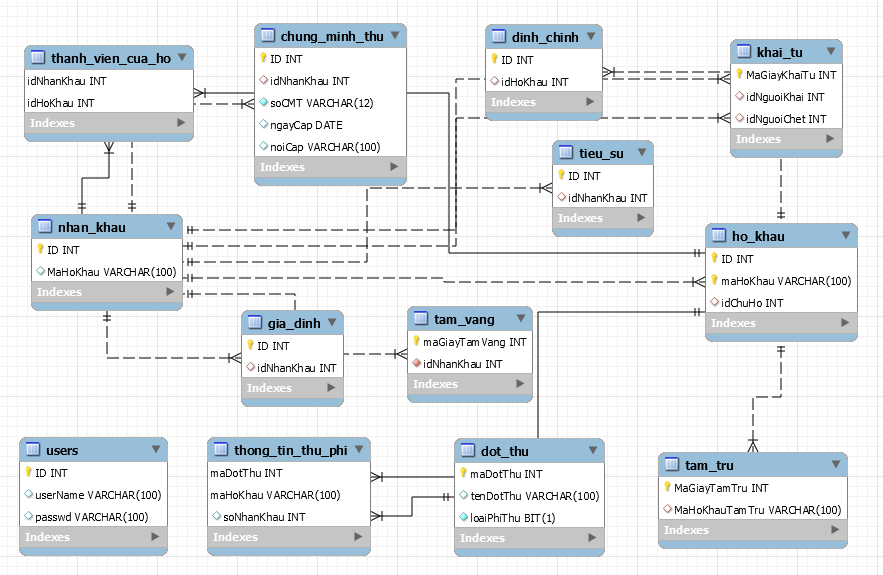 thanh_vien_cua_ho
idNhanKhau INT
idHoKhau INT
Indexes
chung_minh_thu
ID INT
idNhanKhau INT
soCMT VARCHAR(12)
ngayCap DATE
noiCap VARCHAR(100)
Indexes
dinh_chinh
ID INT
idHoKhau INT
Indexes
khai_tu
MaGiayKhaiTu INT
idNguoiKhai INT
idNguoiChet INT
Indexes
tieu_su
ID INT
idNhanKhau INT
Indexes
nhan_khau
ID INT
MaHoKhau VARCHAR(100)
Indexes
ho_khau
ID INT
maHoKhau VARCHAR(100)
idChuHo INT
Indexes
gia_dinh
ID INT
idNhanKhau INT
Indexes
tam_vang
maGiayTamVang INT
idNhanKhau INT
Indexes
users
ID INT
userName VARCHAR(100)
passwd VARCHAR(100)
Indexes
thong_tin_thu_phi
maDotThu INT
maHoKhau VARCHAR(100)
soNhanKhau INT
Indexes
dot_thu
maDotThu INT
tenDotThu VARCHAR(100)
loaiPhiThu BIT(1)
Indexes
tam_tru
MaGiayTamTru INT
MaHoKhauTamTru VARCHAR(100)
Indexes